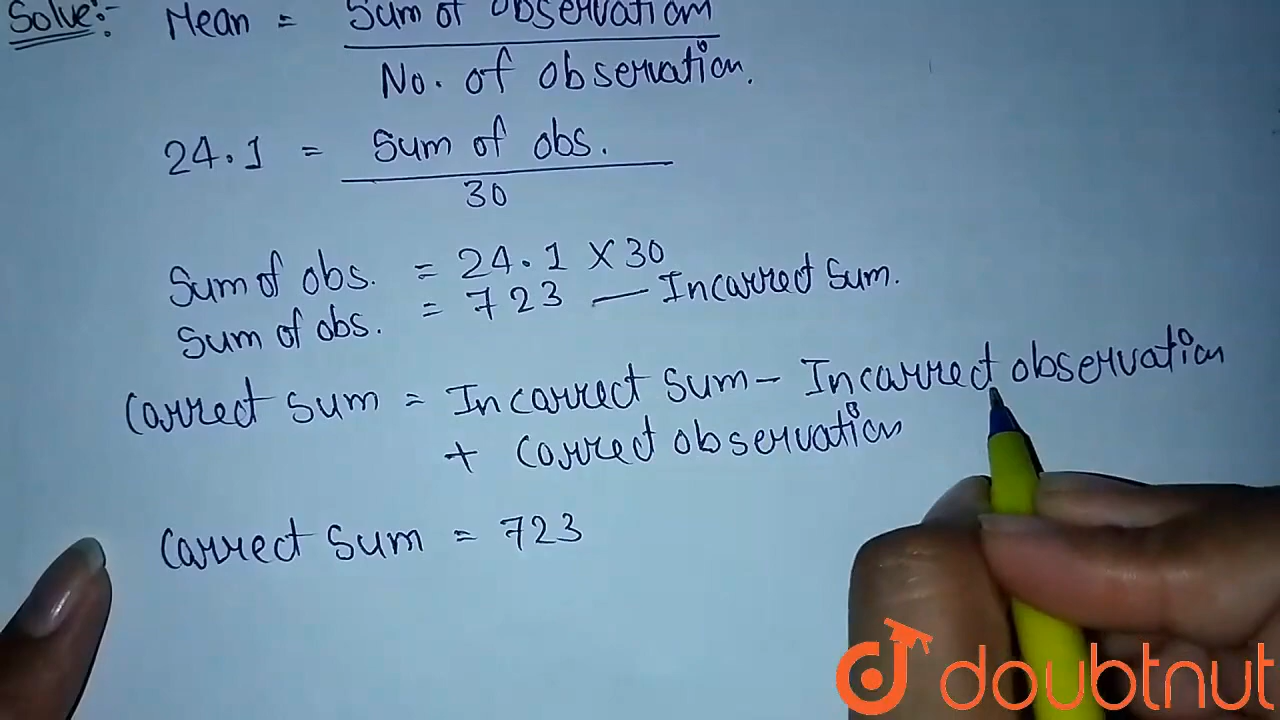 Solve:-
Mean = Sum of Observation
No. of observation.
24.1 = Sum of obs.
30
Sum of obs. = 24.1 X 30
Sum of obs. = 723 — Incorrect Sum.
Correct Sum = Incorrect Sum - Incorrect observation
+ Correct observation
Correct Sum = 723
doubtnut